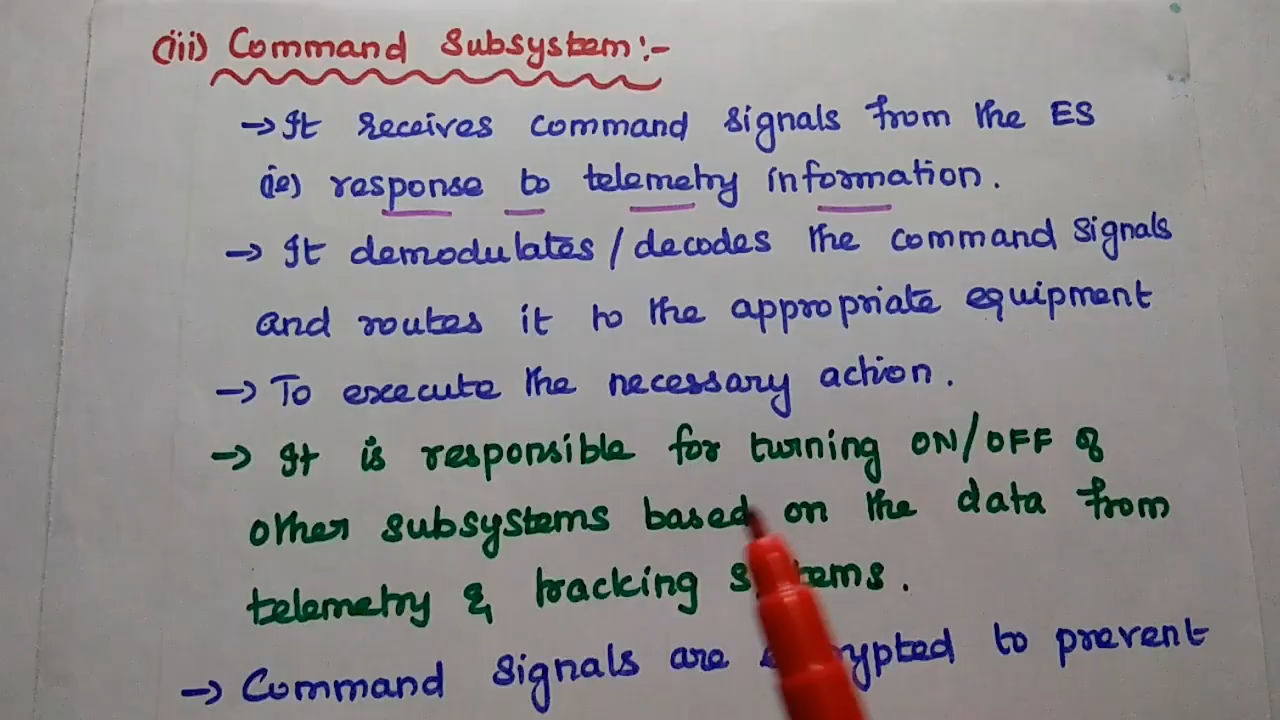 (iii) Command Subsystem:-
→ It receives command signals from the ES
(ie) response to telemetry information.
→ It demodulates/decodes the command signals
and routes it to the appropriate equipment
→ To execute the necessary action.
→ It is responsible for turning ON/OFF of
other subsystems based on the data from
telemetry & tracking systems.
→ Command signals are encrypted to prevent